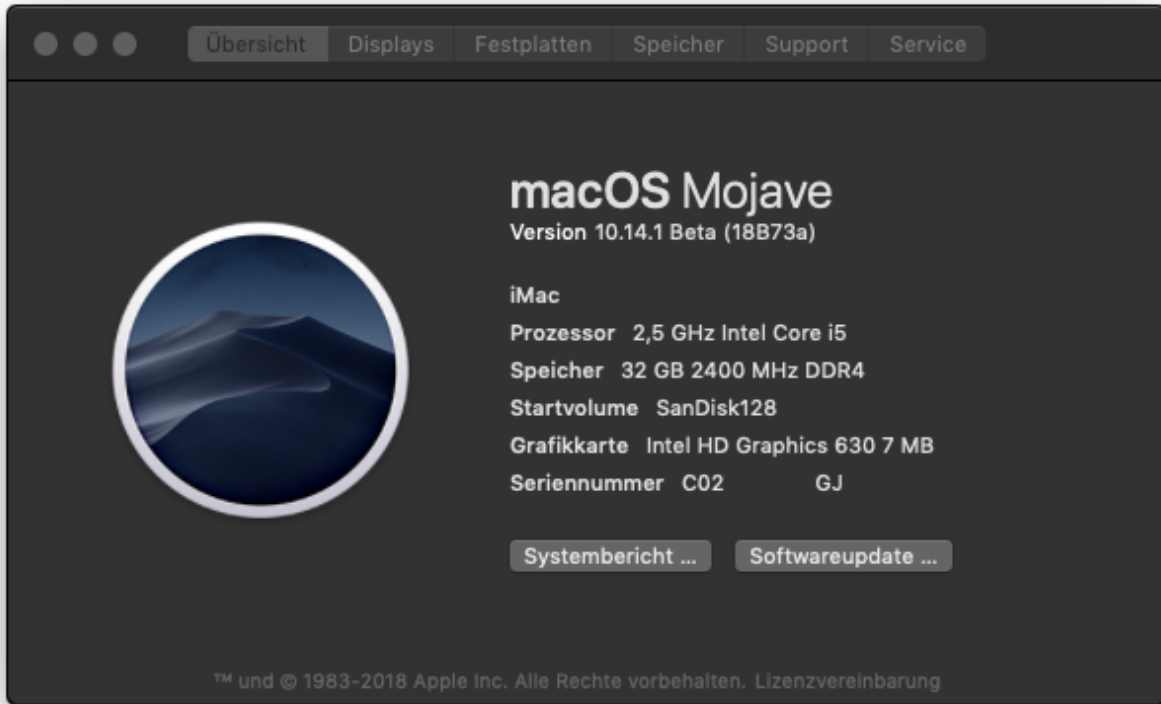 Übersicht Displays Festplatten Speicher Support Service
macOS Mojave
Version 10.14.1 Beta (18B73a)
iMac
Prozessor 2,5 GHz Intel Core i5
Speicher 32 GB 2400 MHz DDR4
Startvolume SanDisk128
Grafikkarte Intel HD Graphics 630 7 MB
Seriennummer C02 GJ
Systembericht ... Softwareupdate ...
™ und © 1983-2018 Apple Inc. Alle Rechte vorbehalten. Lizenzvereinbarung